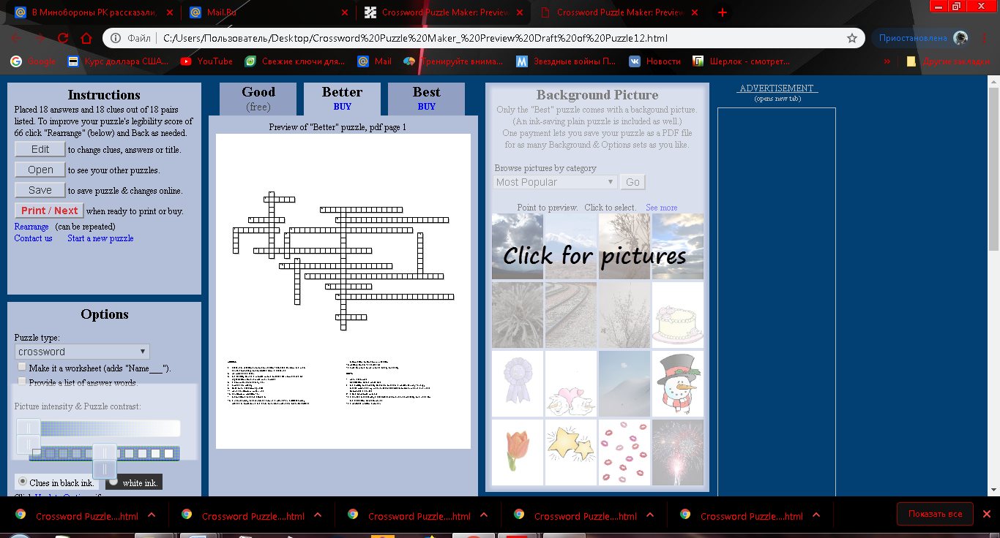 В Минобороны РК рассказали,
Mail.Ru
Crossword Puzzle Maker: Preview
Crossword Puzzle Maker: Preview
Файл | C:/Users/Пользователь/Desktop/Crossword%20Puzzle%20Maker_%20Preview%20Draft%20of%20Puzzle12.html
Приостановлена
Google
Курс доллара США...
YouTube
Свежие ключи для...
Mail
Тренируйте внима...
Звездные войны П...
Новости
Шерлок - смотрет...
»
Другие закладки
Instructions
Placed 18 answers and 18 clues out of 18 pairs
listed. To improve your puzzle's legibility score of
66 click "Rearrange" (below) and Back as needed.
Edit to change clues, answers or title.
Open to see your other puzzles.
Save to save puzzle & changes online.
Print / Next when ready to print or buy.
Rearrange (can be repeated)
Contact us Start a new puzzle
Options
Puzzle type:
crossword
Make it a worksheet (adds "Name___").
Provide a list of answer words.
Picture intensity & Puzzle contrast:
Clues in black ink. white ink.
Good
(free)
Better
BUY
Best
BUY
Preview of "Better" puzzle, pdf page 1
Background Picture
Only the "Best" puzzle comes with a backgound picture.
(An ink-saving plain puzzle is included as well.)
One payment lets you save your puzzle as a PDF file
for as many Background & Options sets as you like.
Browse pictures by category
Most Popular Go
Point to preview. Click to select. See more
Click for pictures
ADVERTISEMENT
(opens new tab)
Crossword Puzzle....html
Crossword Puzzle....html
Crossword Puzzle....html
Crossword Puzzle....html
Crossword Puzzle....html
Показать все